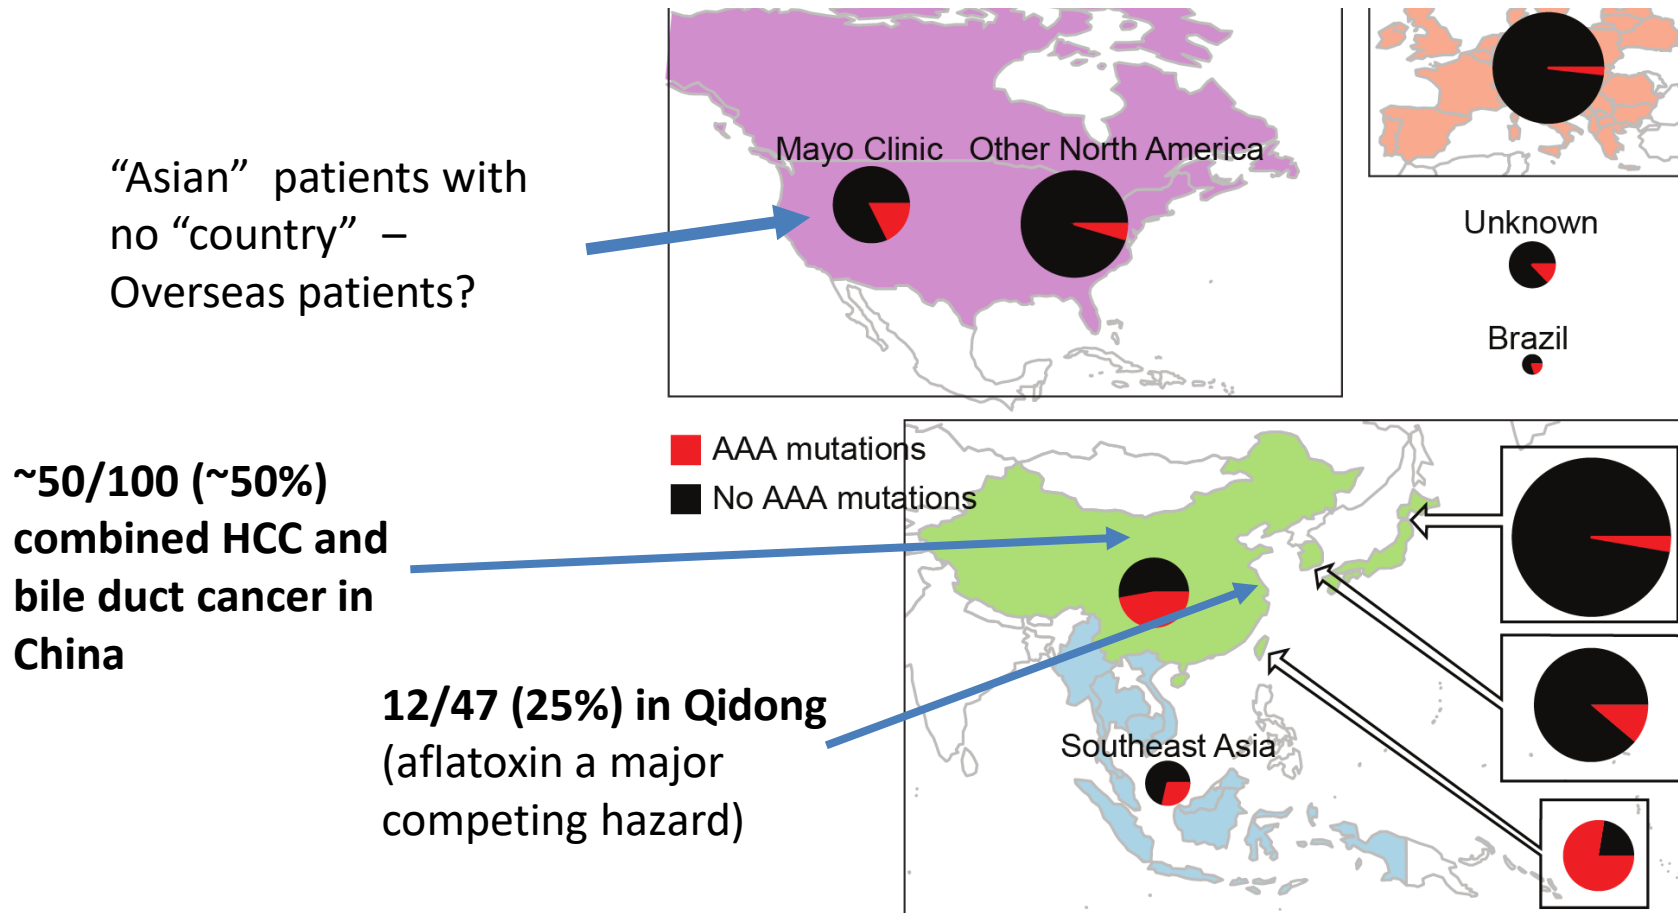 “Asian”  patients with
no “country”  –
Overseas patients?
Mayo Clinic
Other North America
Unknown
Brazil
AAA mutations
No AAA mutations
~50/100 (~50%)
combined HCC and
bile duct cancer in
China
12/47 (25%) in Qidong
(aflatoxin a major
competing hazard)
Southeast Asia